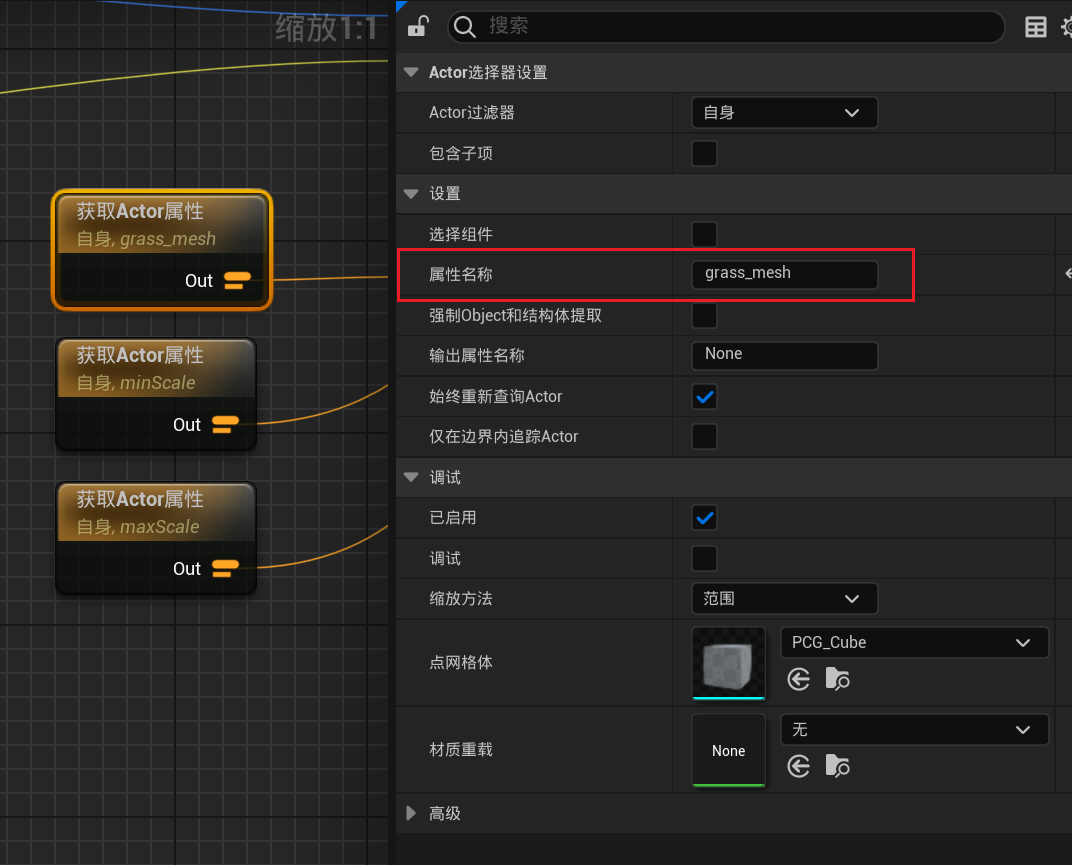 缩放1:1
获取Actor属性
自身, grass_mesh
Out
获取Actor属性
自身, minScale
Out
获取Actor属性
自身, maxScale
Out
搜索
Actor选择器设置
Actor过滤器
自身
包含子项
设置
选择组件
属性名称
grass_mesh
强制Object和结构体提取
输出属性名称
None
始终重新查询Actor
仅在边界内追踪Actor
调试
已启用
调试
缩放方法
范围
点网格体
PCG_Cube
材质重载
None
无
高级